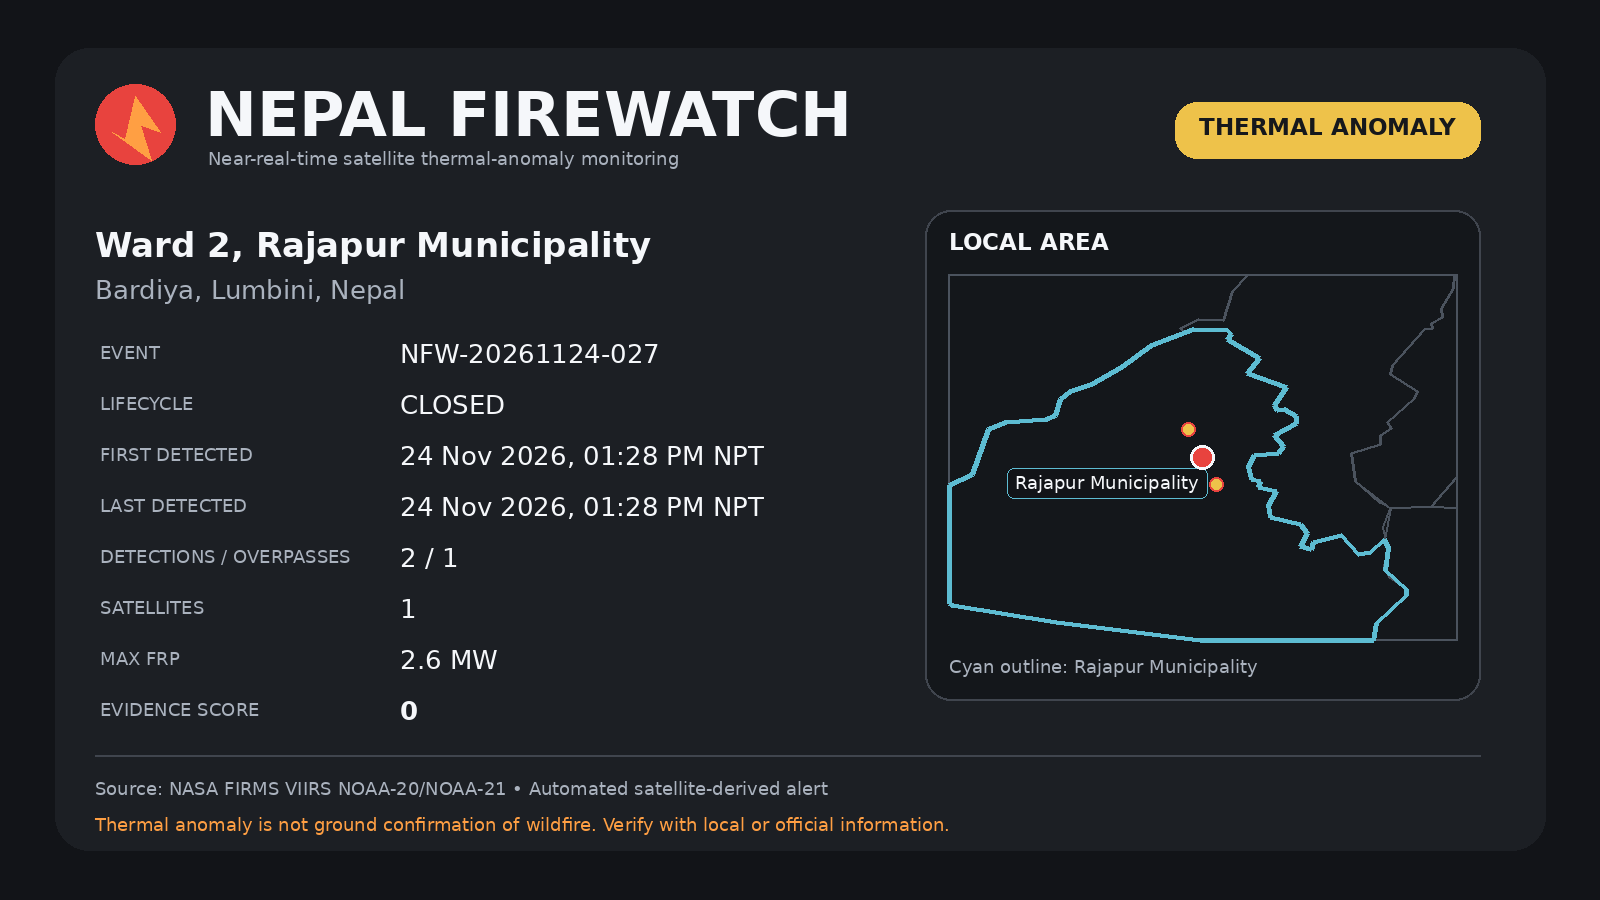 NEPAL FIREWATCH
Near-real-time satellite thermal-anomaly monitoring
THERMAL ANOMALY
Ward 2, Rajapur Municipality
Bardiya, Lumbini, Nepal
EVENT NFW-20261124-027
LIFECYCLE CLOSED
FIRST DETECTED 24 Nov 2026, 01:28 PM NPT
LAST DETECTED 24 Nov 2026, 01:28 PM NPT
DETECTIONS / OVERPASSES 2 / 1
SATELLITES 1
MAX FRP 2.6 MW
EVIDENCE SCORE 0
LOCAL AREA
Rajapur Municipality
Cyan outline: Rajapur Municipality
Source: NASA FIRMS VIIRS NOAA-20/NOAA-21 • Automated satellite-derived alert
Thermal anomaly is not ground confirmation of wildfire. Verify with local or official information.